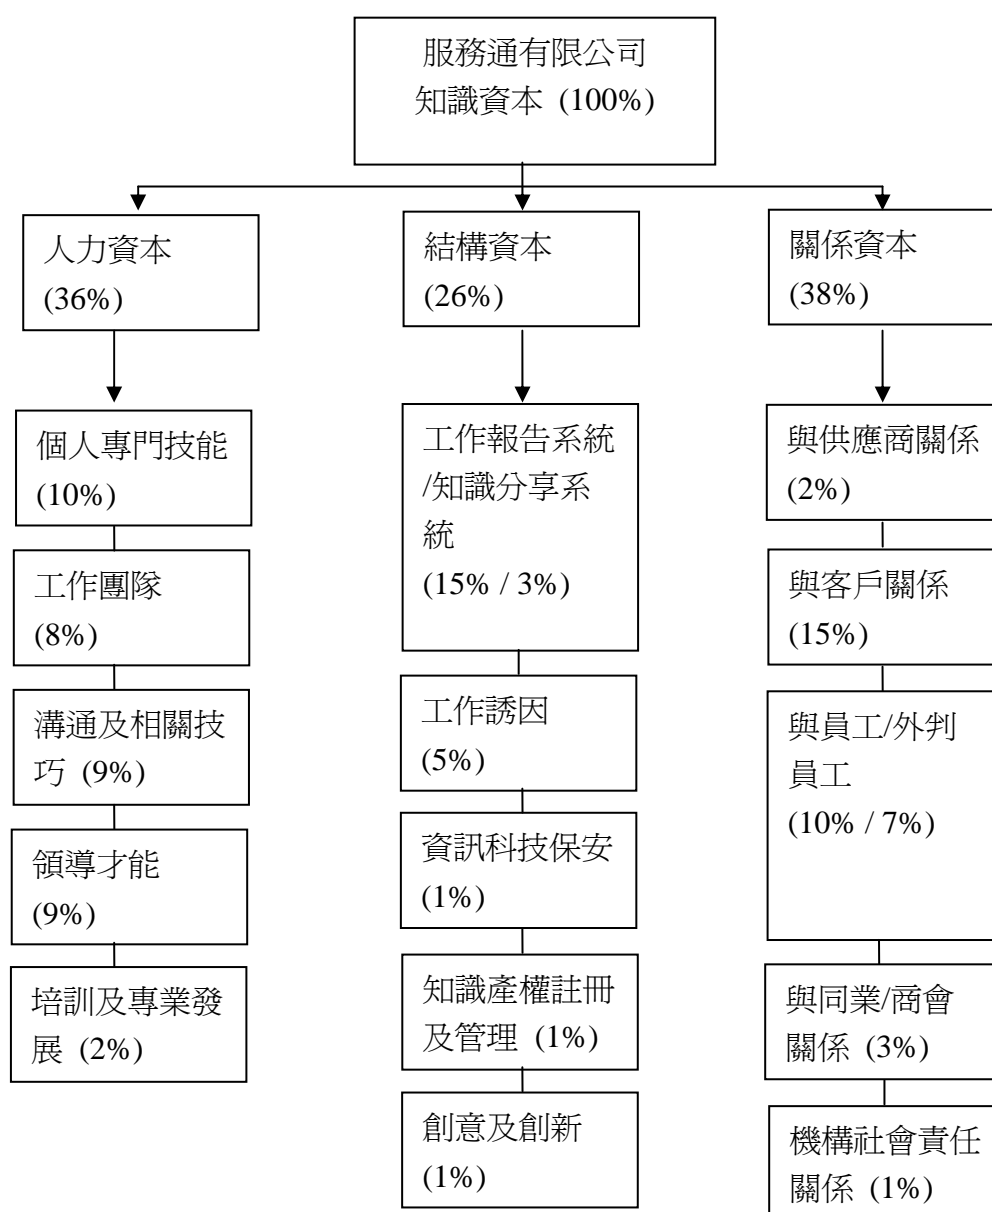 服務通有限公司
知識資本 (100%)
人力資本
(36%)
結構資本
(26%)
關係資本
(38%)
個人專門技能
(10%)
工作團隊
(8%)
溝通及相關技
巧 (9%)
領導才能
(9%)
培訓及專業發
展 (2%)
工作報告系統
/知識分享系
統
(15% / 3%)
工作誘因
(5%)
資訊科技保安
(1%)
知識產權註冊
及管理 (1%)
創意及創新
(1%)
與供應商關係
(2%)
與客戶關係
(15%)
與員工/外判
員工
(10% / 7%)
與同業/商會
關係 (3%)
機構社會責任
關係 (1%)